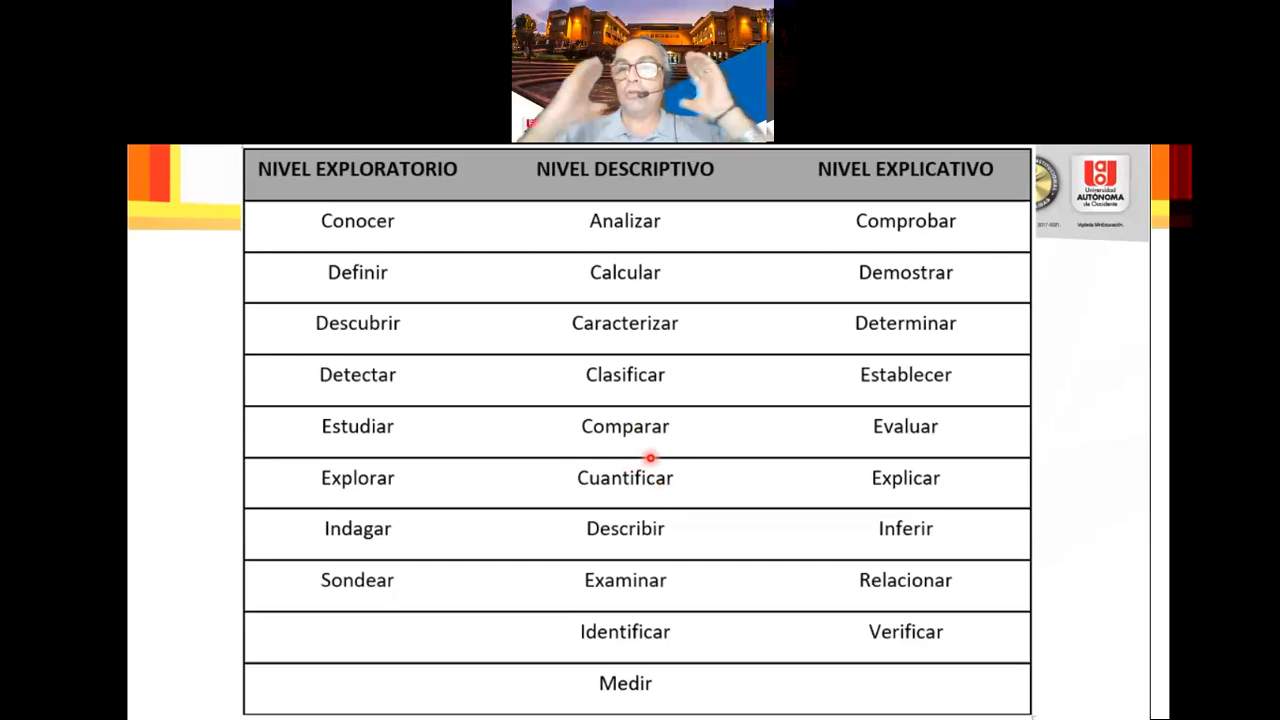 NIVEL EXPLORATORIO NIVEL DESCRIPTIVO NIVEL EXPLICATIVO
Conocer Analizar Comprobar
Definir Calcular Demostrar
Descubrir Caracterizar Determinar
Detectar Clasificar Establecer
Estudiar Comparar Evaluar
Explorar Cuantificar Explicar
Indagar Describir Inferir
Sondear Examinar Relacionar
Identificar Verificar
Medir
Universidad
AUTÓNOMA
de Occidente